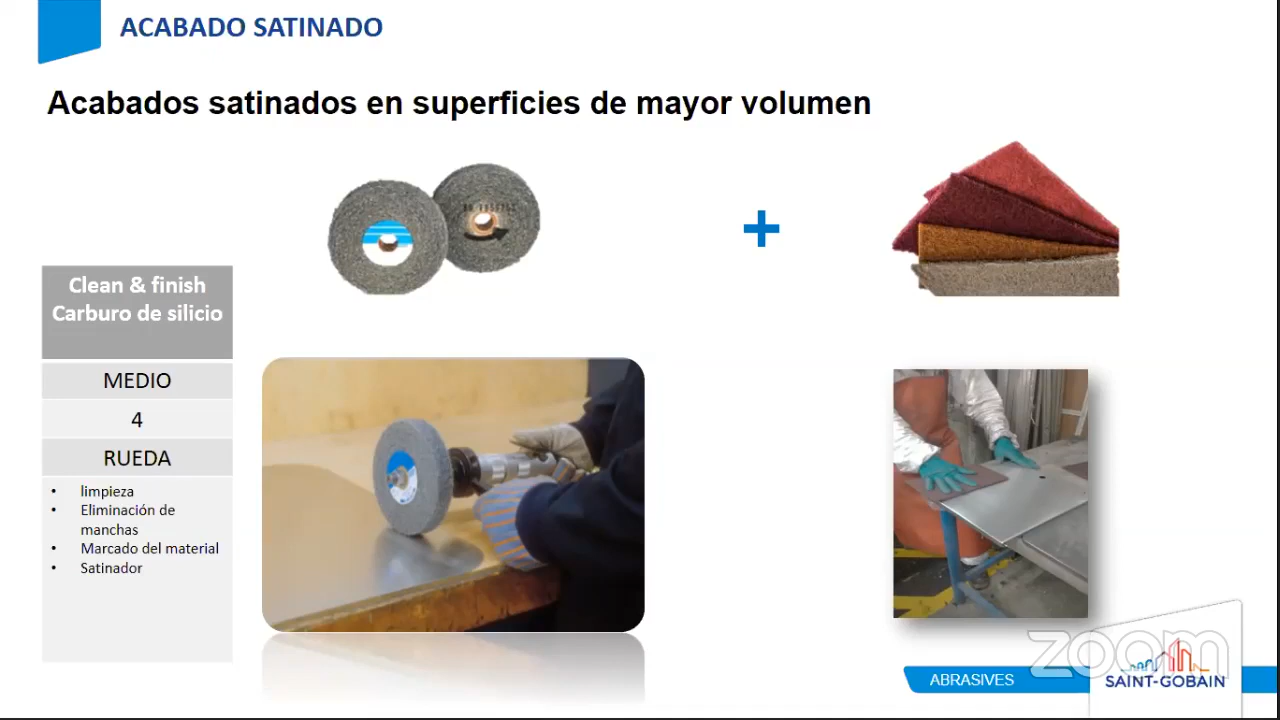 ACABADO SATINADO
Acabados satinados en superficies de mayor volumen
Clean & finish
Carburo de silicio
MEDIO
4
RUEDA
• limpieza
• Eliminación de
manchas
• Marcado del material
• Satinador
zoom
ABRASIVES
SAINT-GOBAIN